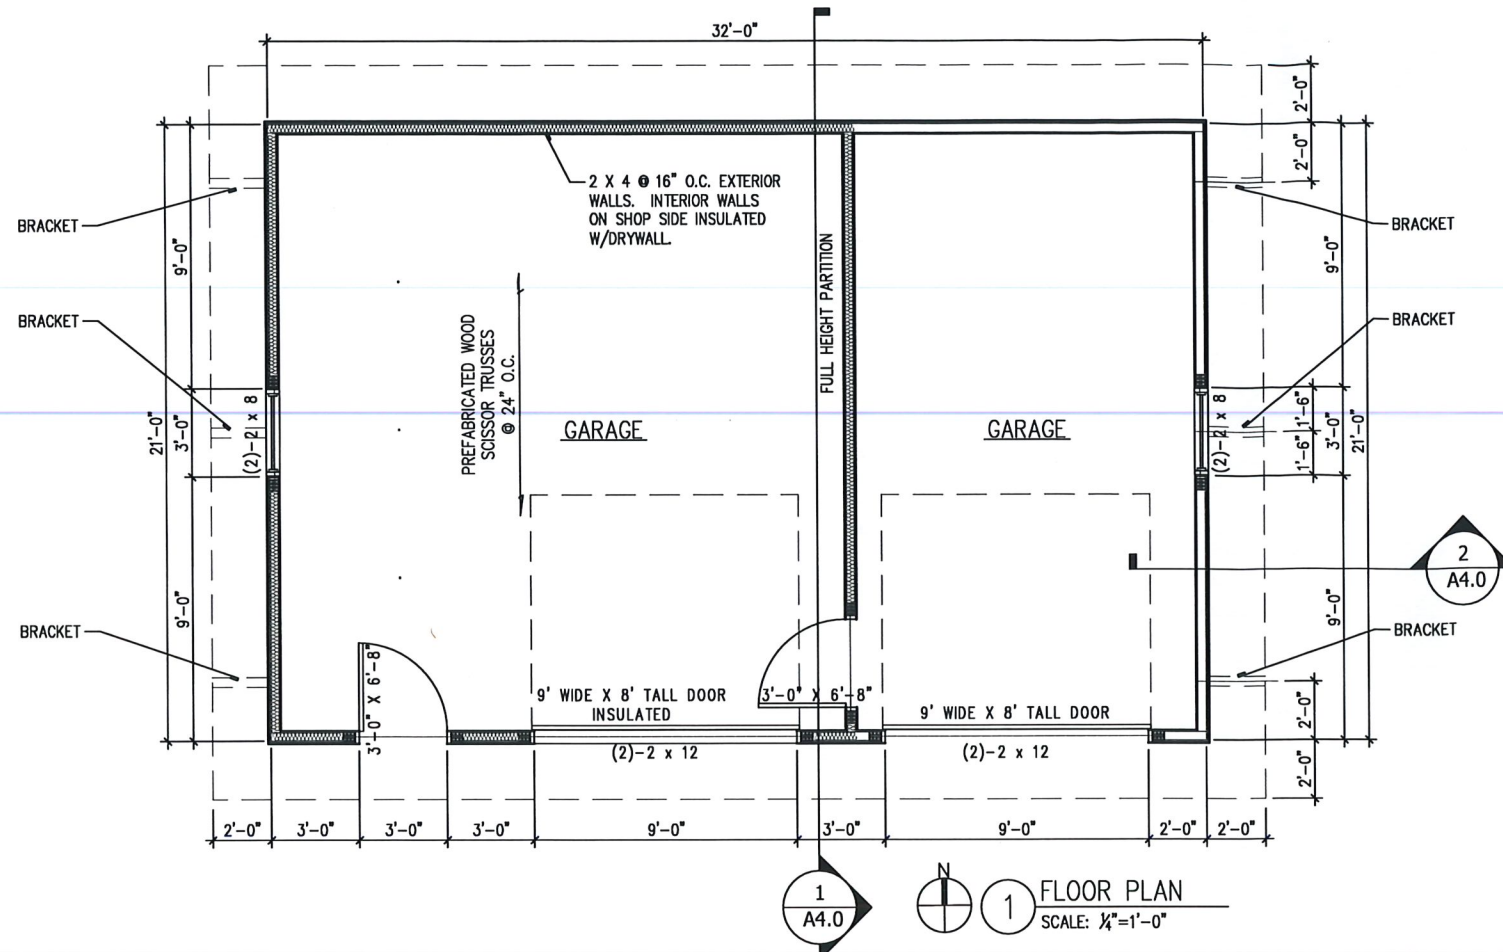 32'-0"
2'-0"
2'-0"
2 X 4 @ 16" O.C. EXTERIOR
WALLS. INTERIOR WALLS
ON SHOP SIDE INSULATED
W/DRYWALL.
BRACKET
BRACKET
9'-0"
9'-0"
FULL HEIGHT PARTITION
BRACKET
BRACKET
PREFABRICATED WOOD
SCISSOR TRUSSES
@ 24" O.C.
21'-0"
3'-0"
(2)-2 x 8
GARAGE
GARAGE
(2)-2 x 8
1'-6"
1'-6"
3'-0"
21'-0"
2
A4.0
9'-0"
9'-0"
BRACKET
BRACKET
3'-0" X 6'-8"
9' WIDE X 8' TALL DOOR
INSULATED
3'-0" X 6'-8"
9' WIDE X 8' TALL DOOR
(2)-2 x 12
(2)-2 x 12
2'-0"
2'-0"
2'-0"
3'-0"
3'-0"
3'-0"
9'-0"
3'-0"
9'-0"
2'-0"
2'-0"
1
A4.0
N
1
FLOOR PLAN
SCALE: ¼"=1'-0"